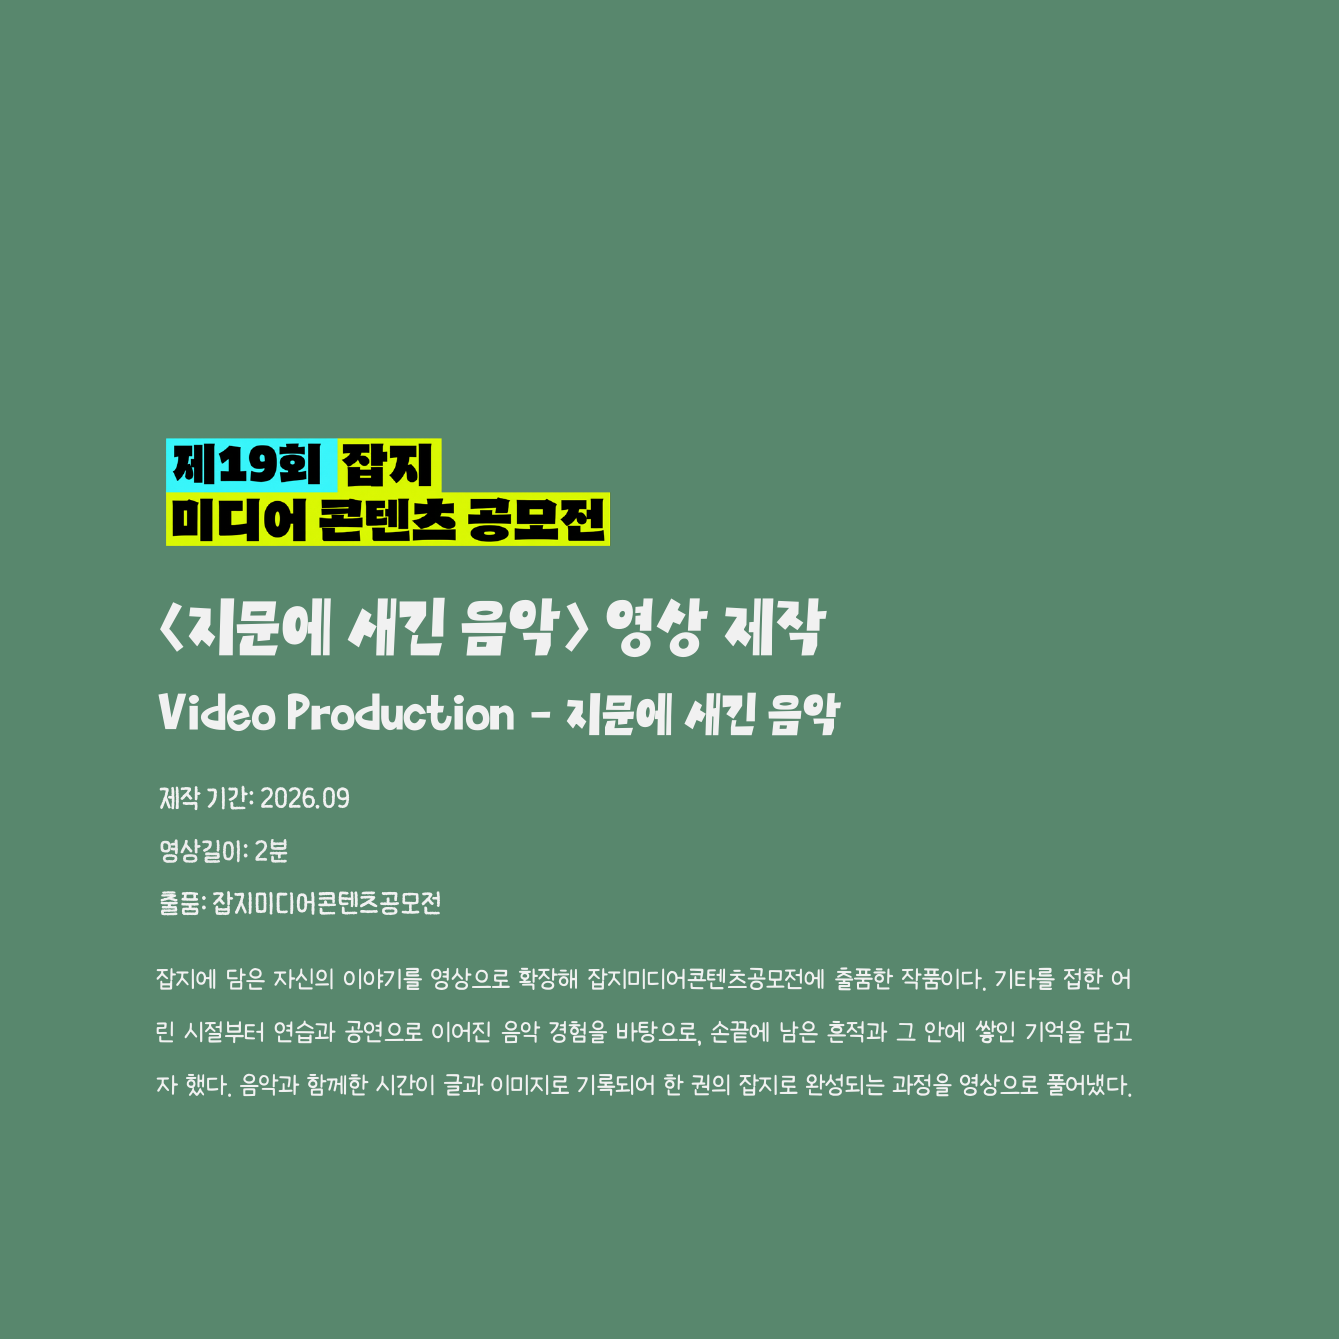 제19회 잡지
미디어 콘텐츠 공모전
<지문에 새긴 음악> 영상 제작
Video Production - 지문에 새긴 음악
제작 기간: 2026.09
영상길이: 2분
출품: 잡지미디어콘텐츠공모전
잡지에 담은 자신의 이야기를 영상으로 확장해 잡지미디어콘텐츠공모전에 출품한 작품이다. 기타를 접한 어
린 시절부터 연습과 공연으로 이어진 음악 경험을 바탕으로, 손끝에 남은 흔적과 그 안에 쌓인 기억을 담고
자 했다. 음악과 함께한 시간이 글과 이미지로 기록되어 한 권의 잡지로 완성되는 과정을 영상으로 풀어냈다.